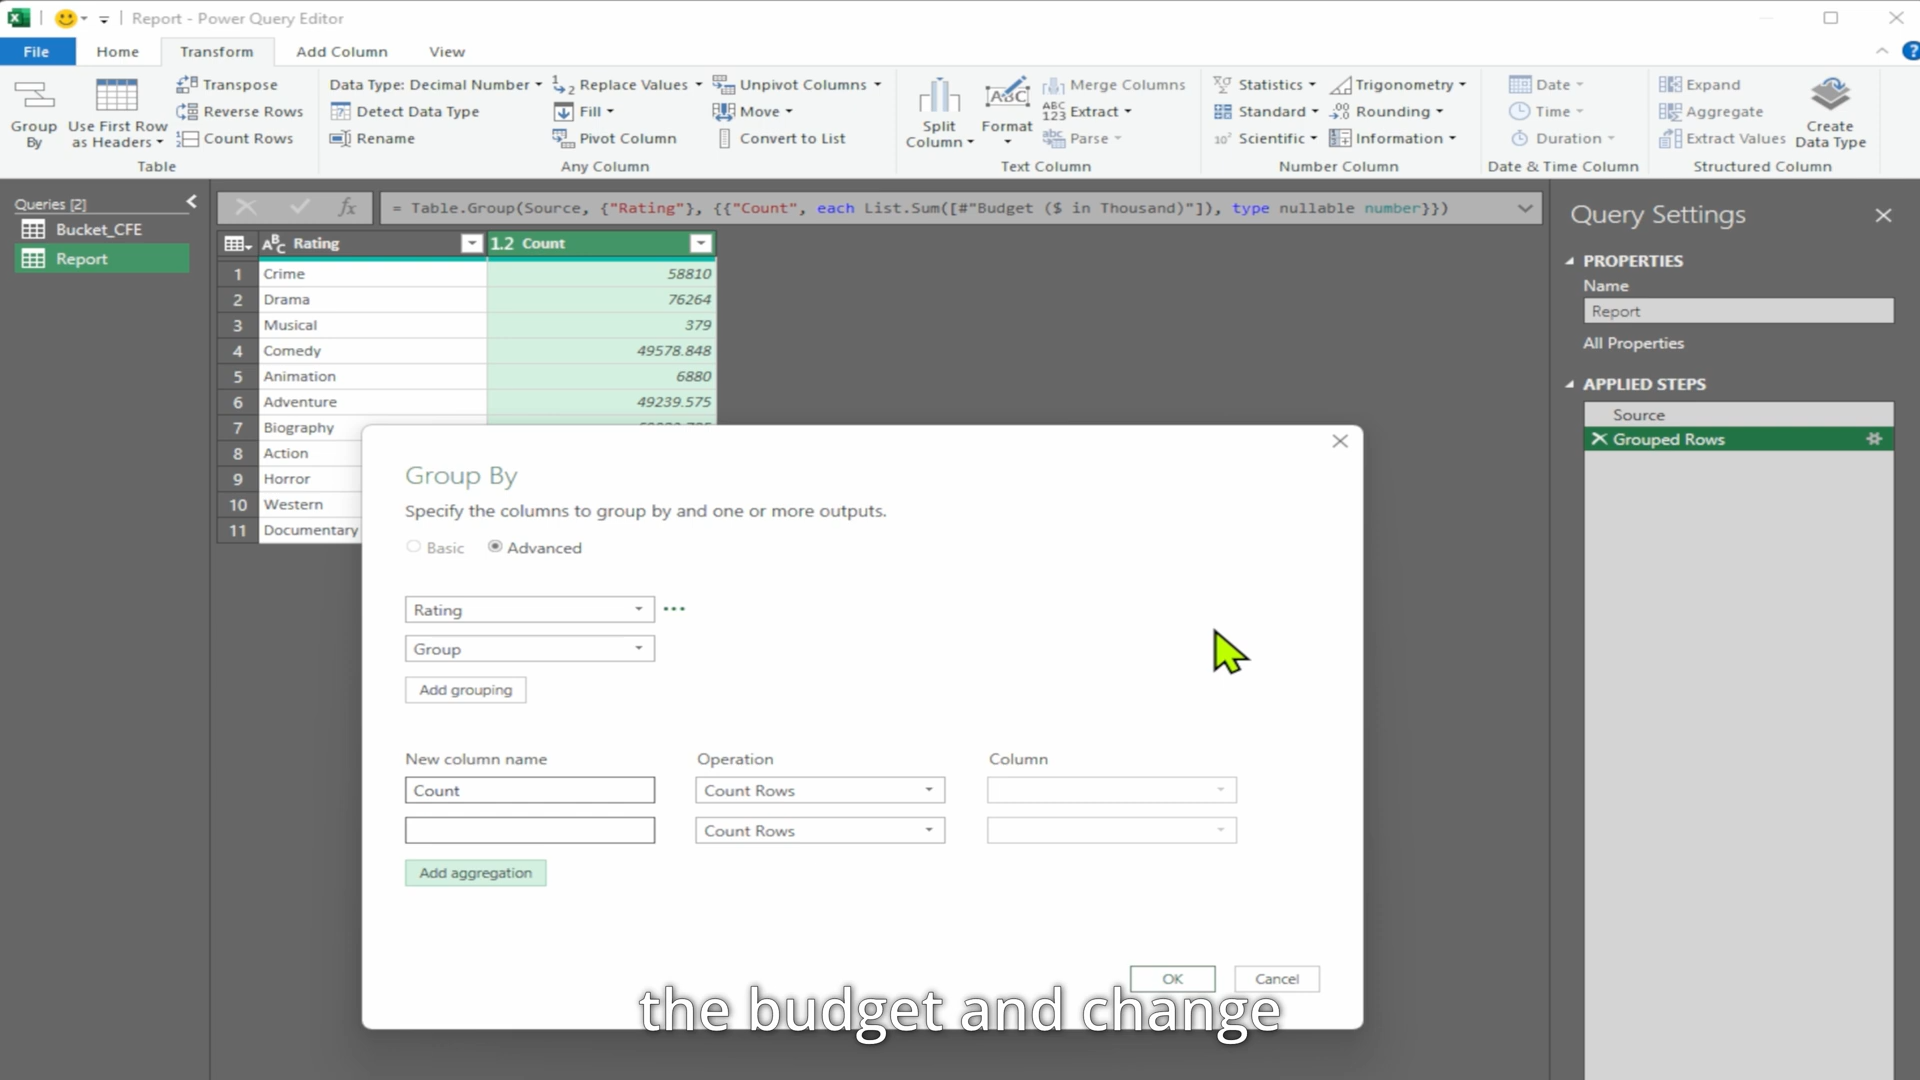 Report - Power Query Editor
File Home Transform Add Column View
Group By
Use First Row as Headers
Transpose
Reverse Rows
Count Rows
Table
Data Type: Decimal Number
Detect Data Type
Rename
Replace Values
Fill
Pivot Column
Unpivot Columns
Move
Convert to List
Any Column
Split Column
Format
Merge Columns
Extract
Parse
Text Column
Statistics
Standard
Scientific
Trigonometry
Rounding
Information
Number Column
Date
Time
Duration
Date & Time Column
Expand
Aggregate
Extract Values
Create Data Type
Structured Column
Queries [2]
Bucket_CFE
Report
= Table.Group(Source, {"Rating"}, {{"Count", each List.Sum([#"Budget ($ in Thousand)"]), type nullable number}})
Rating 1.2 Count
1 Crime 58810
2 Drama 76264
3 Musical 379
4 Comedy 49578.848
5 Animation 6880
6 Adventure 49239.575
7 Biography
8 Action
9 Horror
10 Western
11 Documentary
Group By
Specify the columns to group by and one or more outputs.
Basic Advanced
Rating
Group
Add grouping
New column name Operation Column
Count Count Rows
Count Rows
Add aggregation
OK Cancel
the budget and change
Query Settings
PROPERTIES
Name
Report
All Properties
APPLIED STEPS
Source
Grouped Rows